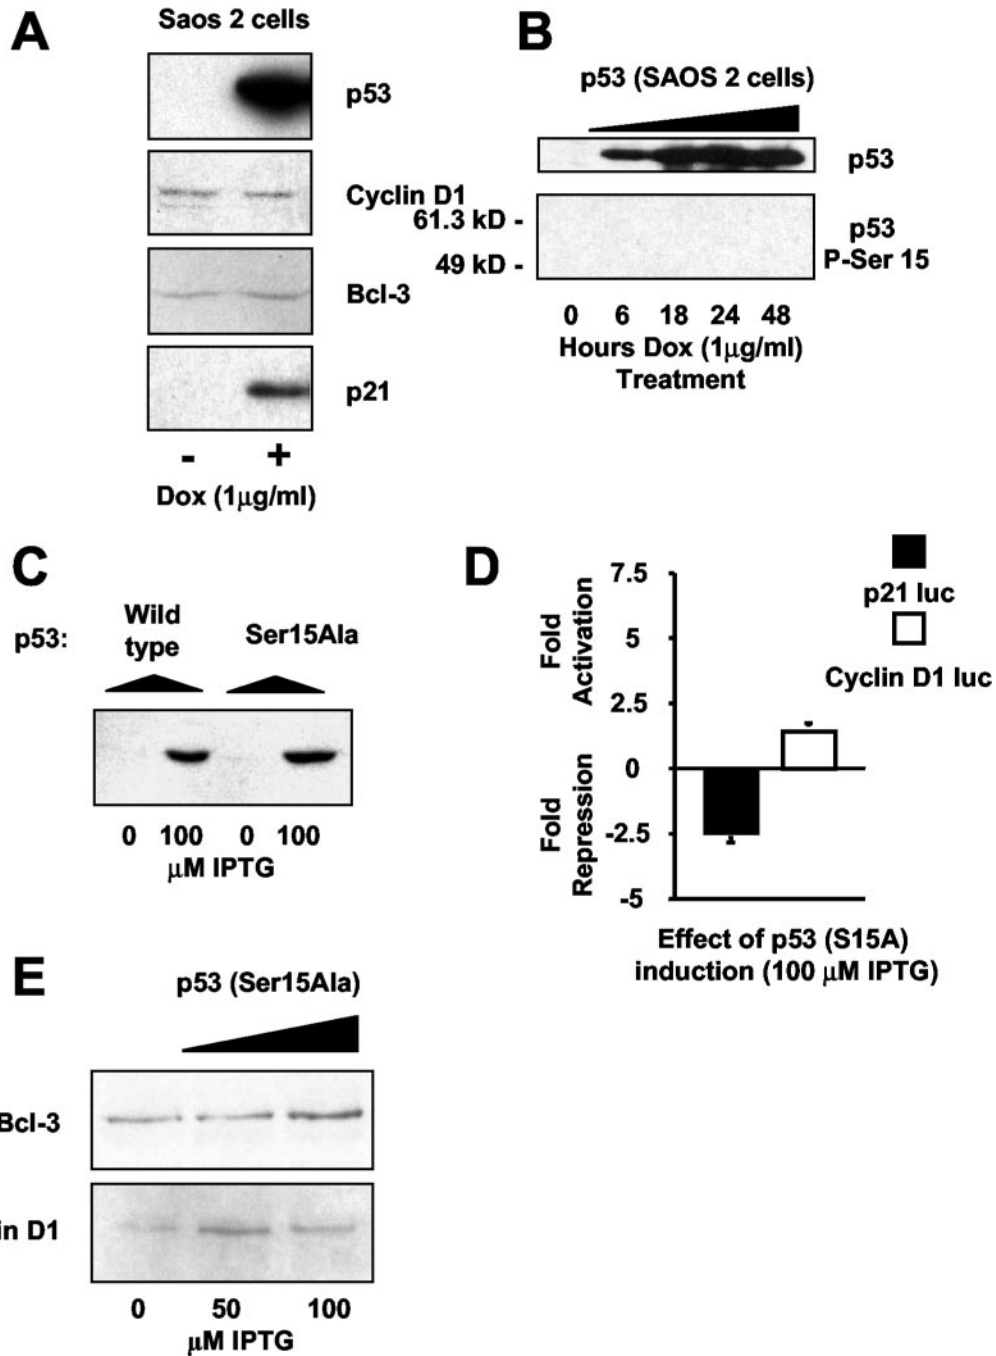 A
Saos 2 cells
p53
Cyclin D1
Bcl-3
p21
- +
Dox (1μg/ml)
B
p53 (SAOS 2 cells)
p53
61.3 kD -
49 kD -
p53
P-Ser 15
0 6 18 24 48
Hours Dox (1μg/ml)
Treatment
C
p53:
Wild
type
Ser15Ala
0 100 0 100
μM IPTG
D
p21 luc
Cyclin D1 luc
Fold
Activation
Fold
Repression
7.5
5
2.5
0
-2.5
-5
Effect of p53 (S15A)
induction (100 μM IPTG)
E
p53 (Ser15Ala)
Bcl-3
in D1
0 50 100
μM IPTG